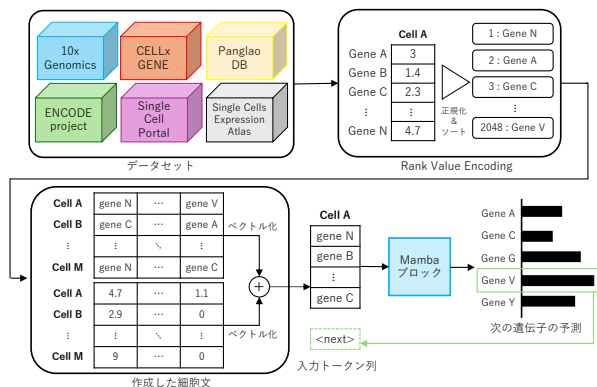 10x
Genomics
CELLx
GENE
Panglao
DB
ENCODE
project
Single
Cell
Portal
Single Cells
Expression
Atlas
データセット
Cell A
Gene A 3
Gene B 1.4
Gene C 2.3
⋮ ⋮
Gene N 4.7
正規化
&
ソート
1 : Gene N
2 : Gene A
3 : Gene C
⋮
2048 : Gene V
Rank Value Encoding
Cell A gene N … gene V
Cell B gene C … gene A
⋮ ⋮ ⋱ ⋮
Cell M gene N … gene C
Cell A 4.7 … 1.1
Cell B 2.9 … 0
⋮ ⋮ ⋱ ⋮
Cell M 9 … 0
ベクトル化
+
ベクトル化
作成した細胞文
Cell A
gene N
gene B
⋮
gene C
<next>
入力トークン列
Mamba
ブロック
Gene A
Gene C
Gene G
Gene V
Gene Y
次の遺伝子の予測